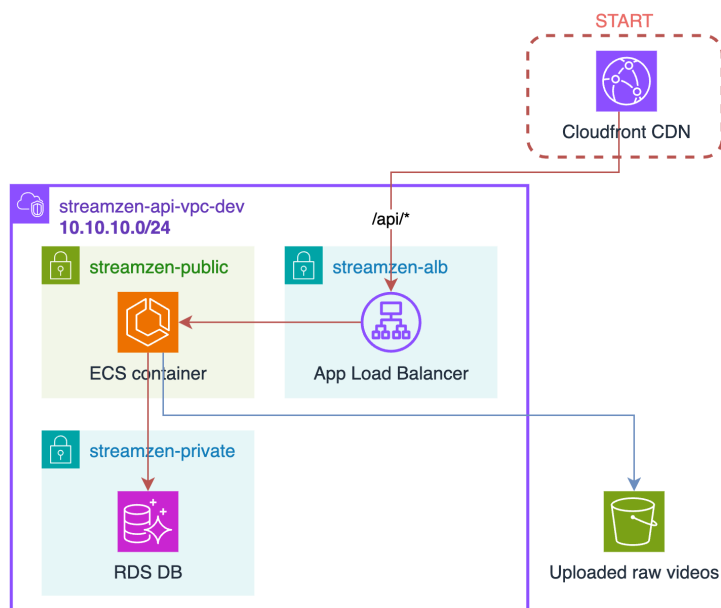 START
Cloudfront CDN
streamzen-api-vpc-dev
10.10.10.0/24
/api/*
streamzen-public
streamzen-alb
ECS container
App Load Balancer
streamzen-private
RDS DB
Uploaded raw videos